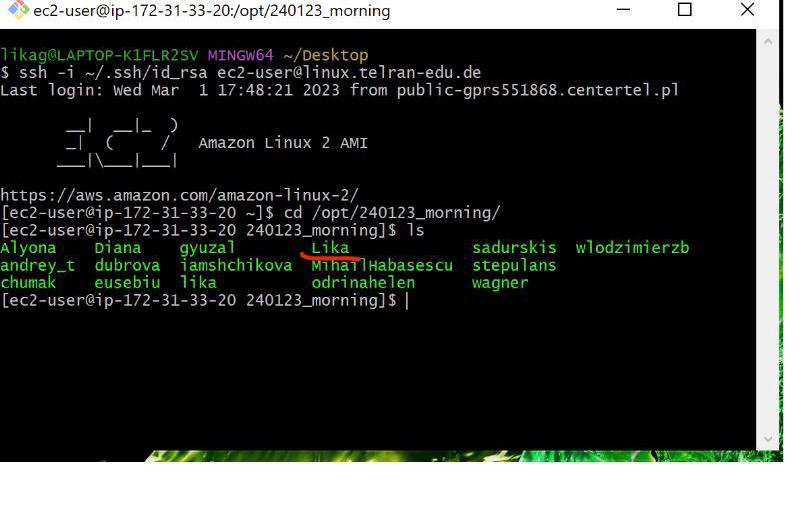 ec2-user@ip-172-31-33-20:/opt/240123_morning
likag@LAPTOP-K1FLR2SV MINGW64 ~/Desktop
$ ssh -i ~/.ssh/id_rsa ec2-user@linux.telran-edu.de
Last login: Wed Mar  1 17:48:21 2023 from public-gprs551868.centertel.pl
       __|  __|_  )
       _|  (     /   Amazon Linux 2 AMI
      ___|\___|___|
https://aws.amazon.com/amazon-linux-2/
[ec2-user@ip-172-31-33-20 ~]$ cd /opt/240123_morning/
[ec2-user@ip-172-31-33-20 240123_morning]$ ls
Alyona    Diana    gyuzal        Lika             sadurskis  wlodzimierzb
andrey_t  dubrova  iamshchikova  MihailHabasescu  stepulans
chumak    eusebiu  lika          odrinahelen      wagner
[ec2-user@ip-172-31-33-20 240123_morning]$